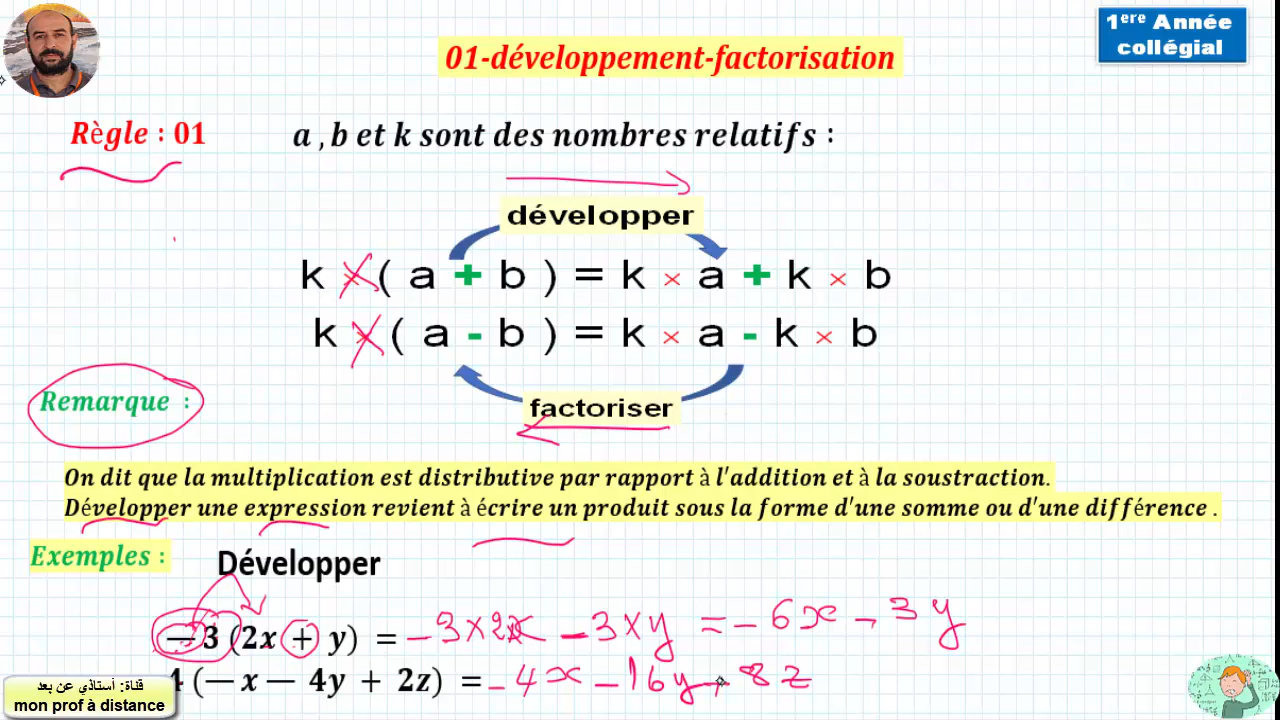 1ere Année
collégial
01-développement-factorisation
Règle : 01 a , b et k sont des nombres relatifs :
développer
k × ( a + b ) = k × a + k × b
k × ( a - b ) = k × a - k × b
factoriser
Remarque :
On dit que la multiplication est distributive par rapport à l'addition et à la soustraction.
Développer une expression revient à écrire un produit sous la forme d'une somme ou d'une différence .
Exemples : Développer
−3 (2x + y) = - 3 × 2x - 3 × y = - 6x - 3y
4 (−x − 4y + 2z) = - 4x - 16y + 8z
قناة: أستاذي عن بعد
mon prof à distance